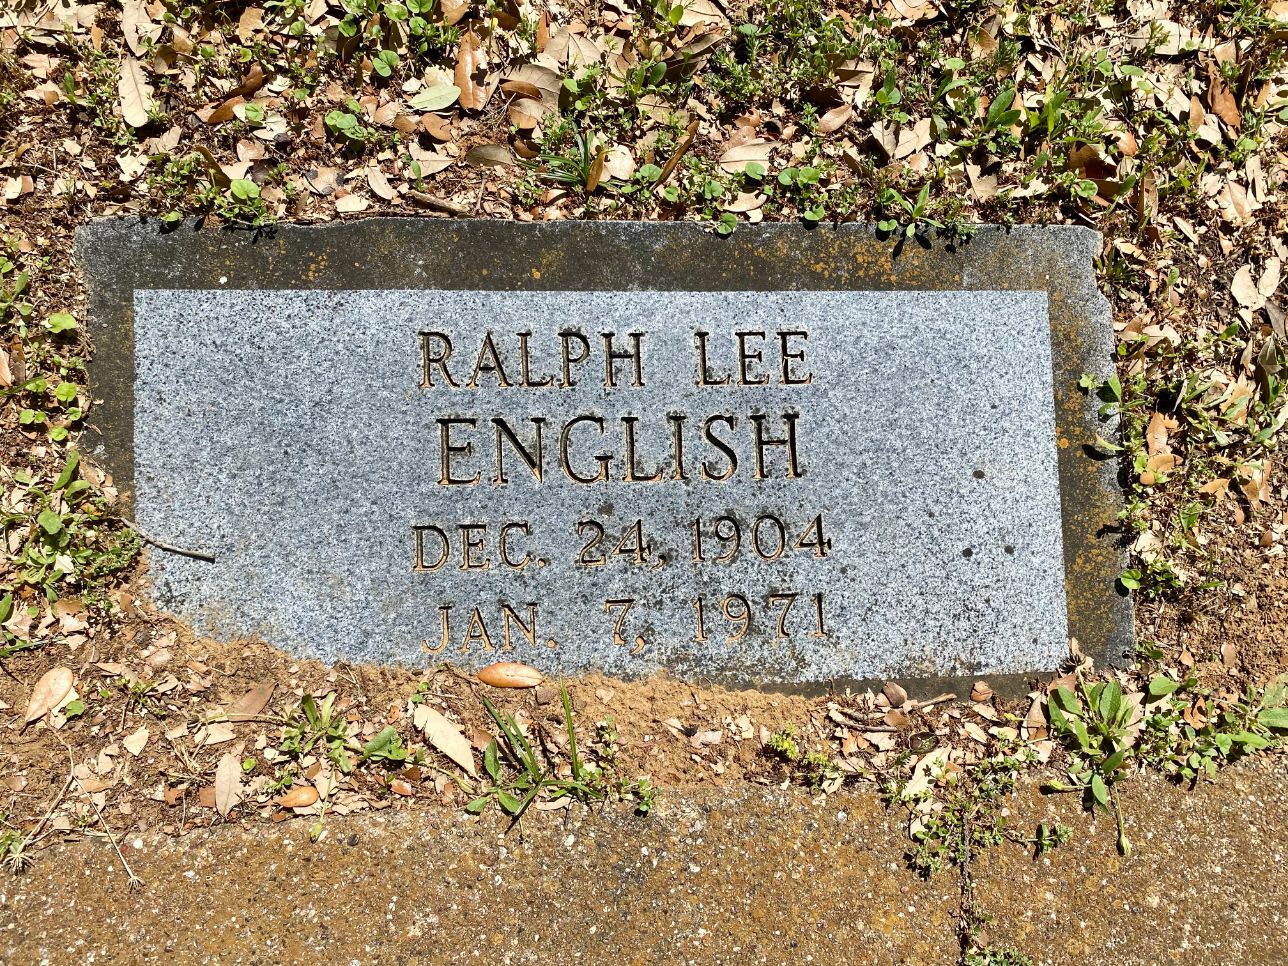 RALPH LEE
ENGLISH
DEC. 24, 1904
JAN. 7, 1971